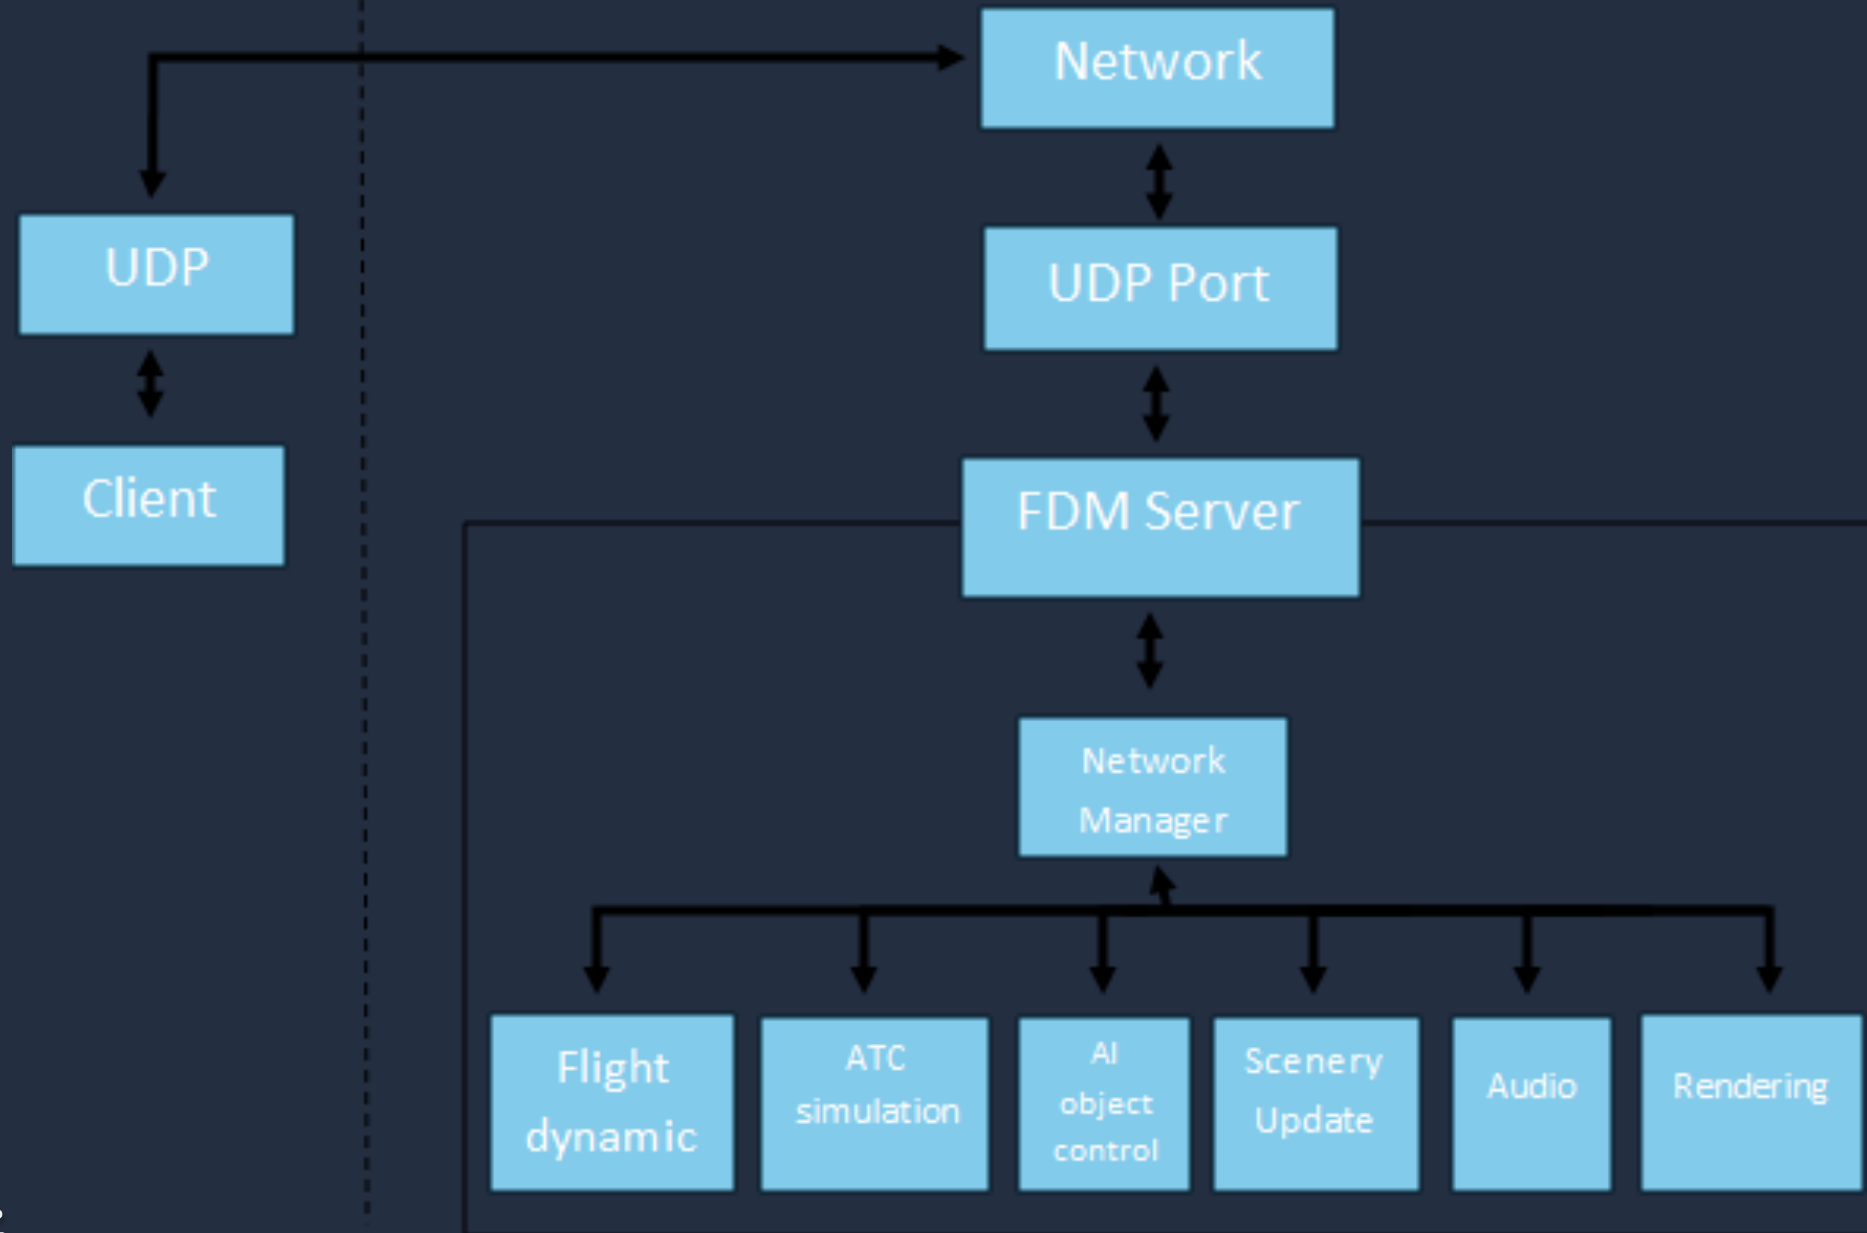 Network
UDP
UDP Port
Client
FDM Server
Network
Manager
Flight
dynamic
ATC
simulation
AI
object
control
Scenery
Update
Audio
Rendering